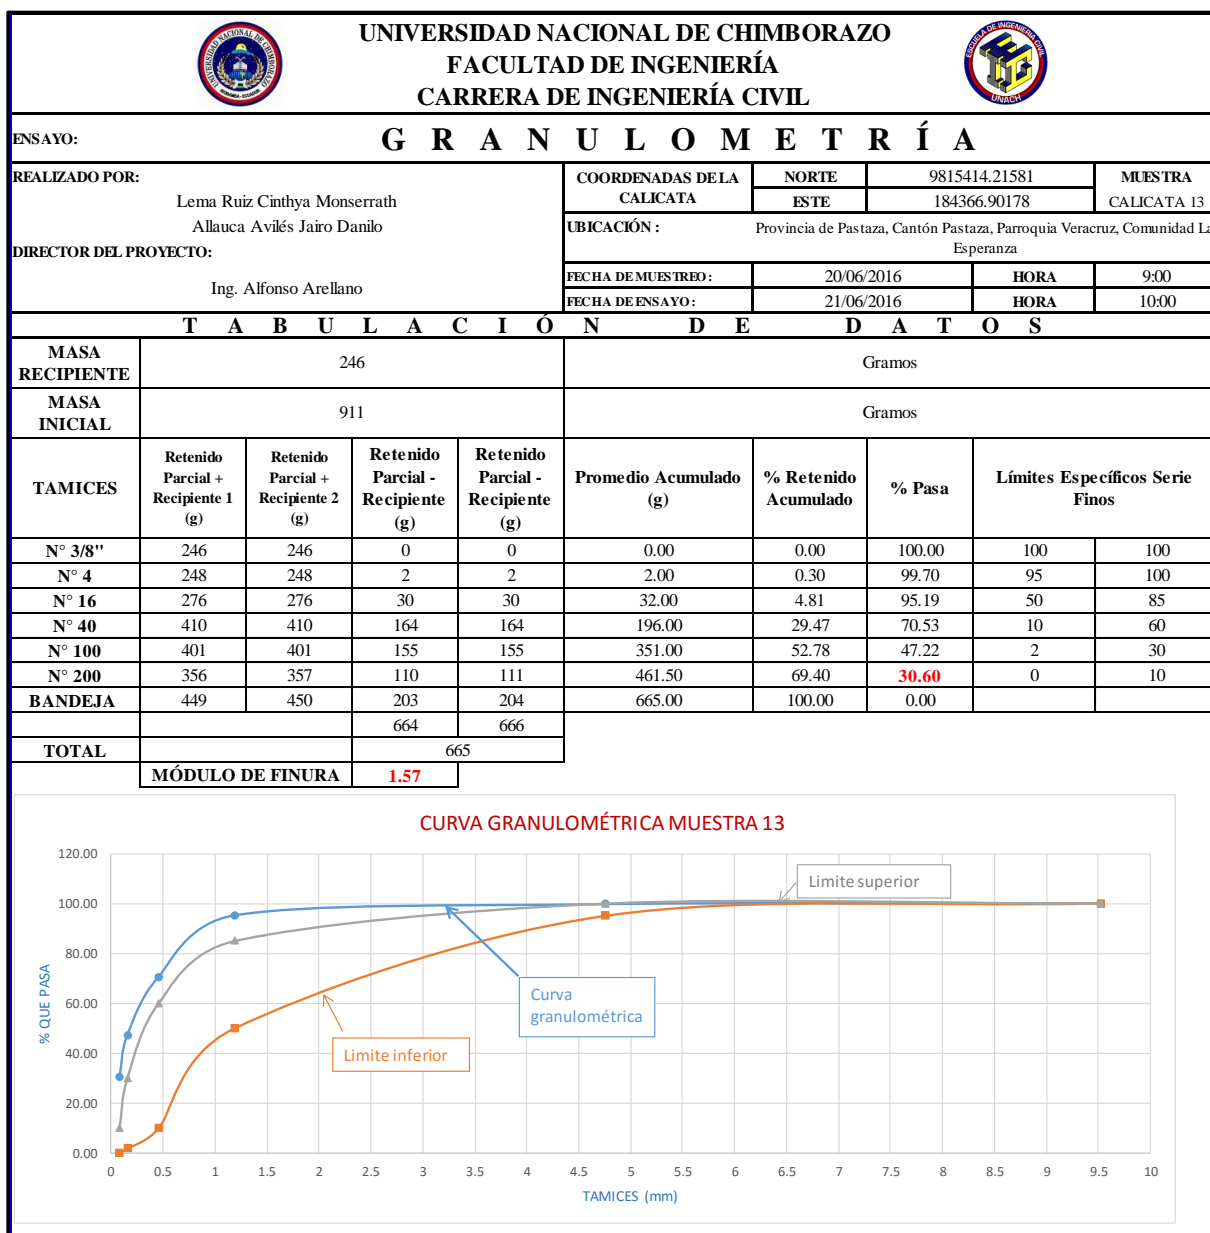 UNIVERSIDAD NACIONAL DE CHIMBORAZO
FACULTAD DE INGENIERÍA
CARRERA DE INGENIERÍA CIVIL
UNIVERSIDAD NACIONAL DE CHIMBORAZO
RIOBAMBA - ECUADOR
ESCUELA DE INGENIERIA CIVIL
UNACH
ENSAYO: G R A N U L O M E T R Í A
REALIZADO POR:
Lema Ruiz Cinthya Monserrath
Allauca Avilés Jairo Danilo
DIRECTOR DEL PROYECTO:
Ing. Alfonso Arellano
COORDENADAS DE LA CALICATA
NORTE 9815414.21581
ESTE 184366.90178
MUESTRA
CALICATA 13
UBICACIÓN : Provincia de Pastaza, Cantón Pastaza, Parroquia Veracruz, Comunidad La
Esperanza
FECHA DE MUESTREO : 20/06/2016 HORA 9:00
FECHA DE ENSAYO : 21/06/2016 HORA 10:00
T A B U L A C I Ó N D E D A T O S
MASA RECIPIENTE 246 Gramos
MASA INICIAL 911 Gramos
TAMICES
Retenido Parcial + Recipiente 1 (g)
Retenido Parcial + Recipiente 2 (g)
Retenido Parcial - Recipiente (g)
Retenido Parcial - Recipiente (g)
Promedio Acumulado (g)
% Retenido Acumulado
% Pasa
Límites Específicos Serie Finos
N° 3/8" 246 246 0 0 0.00 0.00 100.00 100 100
N° 4 248 248 2 2 2.00 0.30 99.70 95 100
N° 16 276 276 30 30 32.00 4.81 95.19 50 85
N° 40 410 410 164 164 196.00 29.47 70.53 10 60
N° 100 401 401 155 155 351.00 52.78 47.22 2 30
N° 200 356 357 110 111 461.50 69.40 30.60 0 10
BANDEJA 449 450 203 204 665.00 100.00 0.00
664 666
TOTAL 665
MÓDULO DE FINURA 1.57
CURVA GRANULOMÉTRICA MUESTRA 13
% QUE PASA
120.00
100.00
80.00
60.00
40.00
20.00
0.00
Limite superior
Curva
granulométrica
Limite inferior
0 0.5 1 1.5 2 2.5 3 3.5 4 4.5 5 5.5 6 6.5 7 7.5 8 8.5 9 9.5 10
TAMICES (mm)